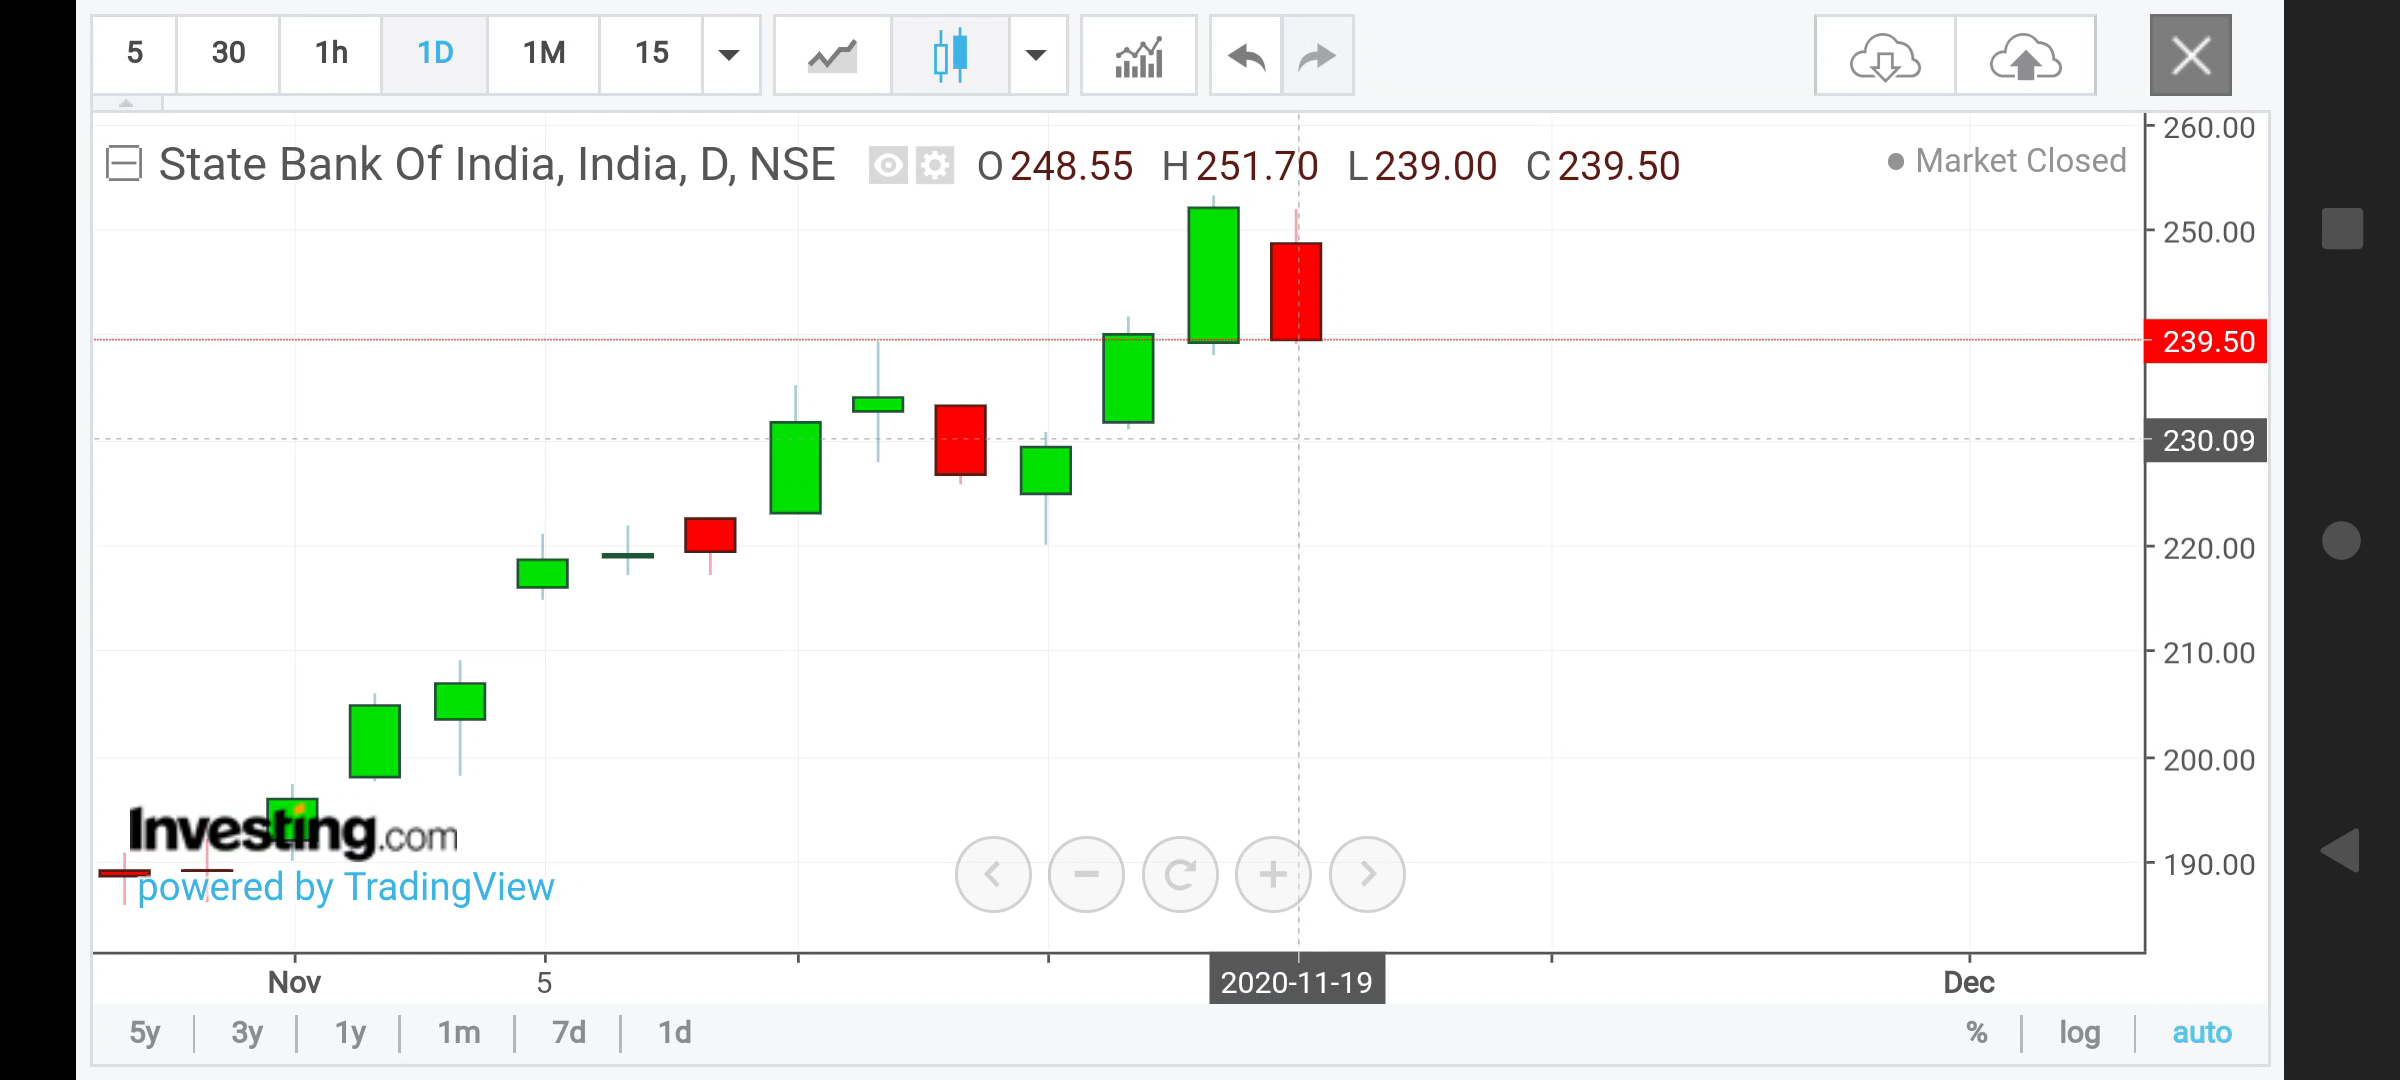 5 30 1h 1D 1M 15
State Bank Of India, India, D, NSE O 248.55 H 251.70 L 239.00 C 239.50 Market Closed
260.00
250.00
239.50
230.09
220.00
210.00
200.00
190.00
Investing.com
powered by TradingView
Nov 5 2020-11-19 Dec
5y | 3y | 1y | 1m | 7d | 1d % | log | auto